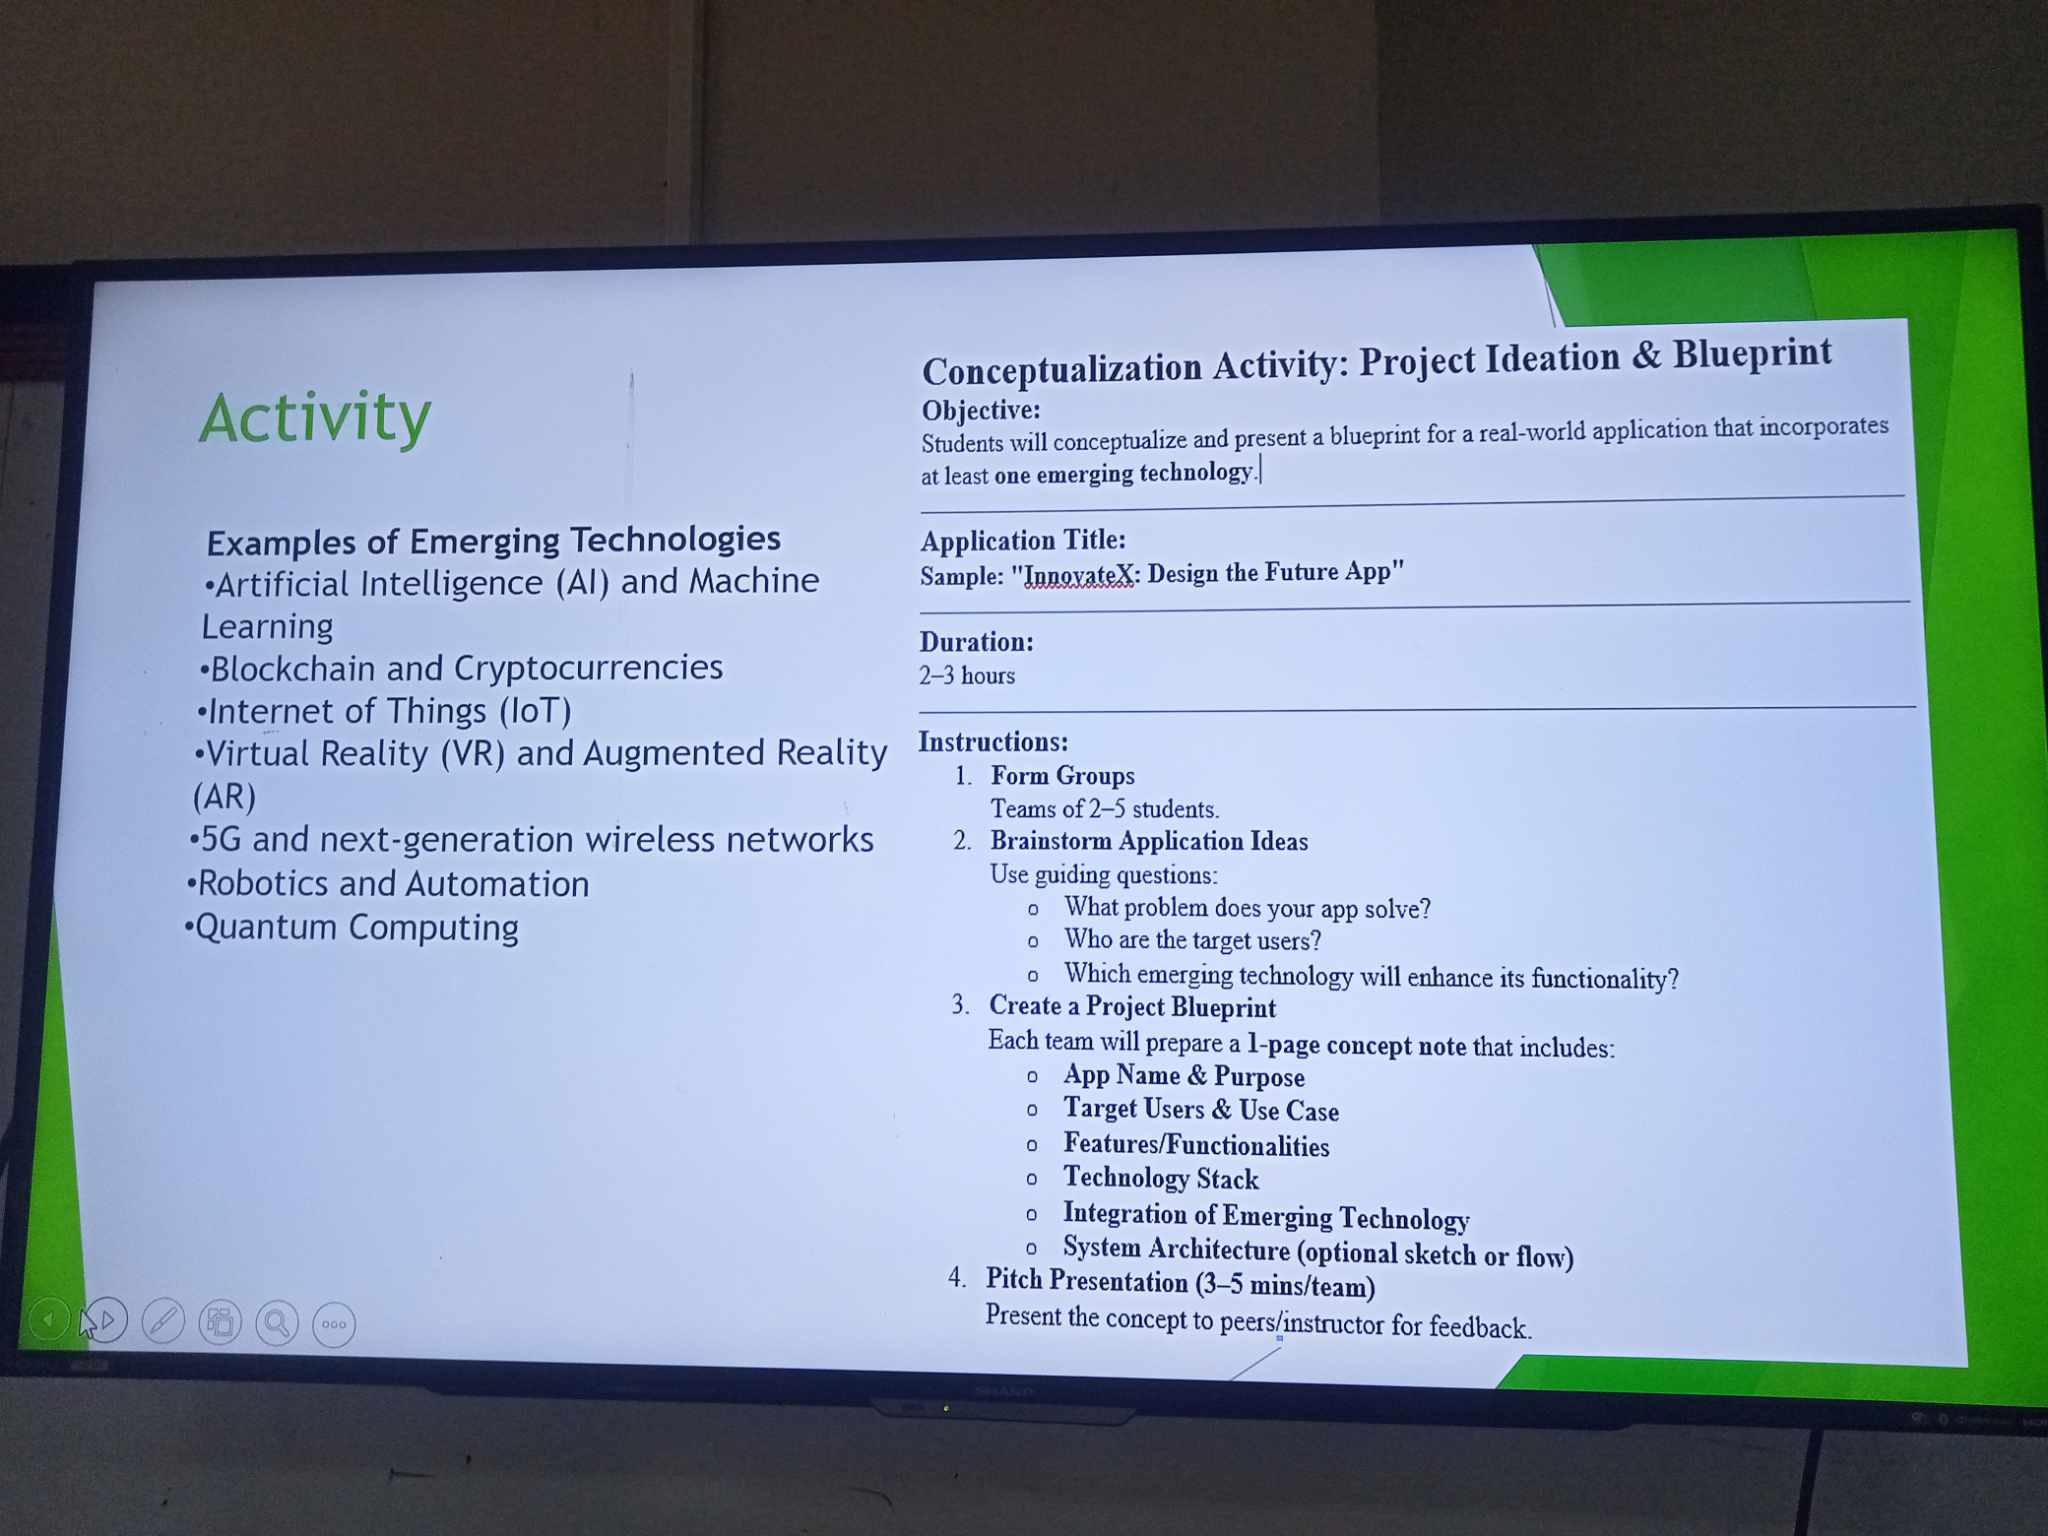 Activity
Examples of Emerging Technologies
•Artificial Intelligence (AI) and Machine
Learning
•Blockchain and Cryptocurrencies
•Internet of Things (IoT)
•Virtual Reality (VR) and Augmented Reality
(AR)
•5G and next-generation wireless networks
•Robotics and Automation
•Quantum Computing
Conceptualization Activity: Project Ideation & Blueprint
Objective:
Students will conceptualize and present a blueprint for a real-world application that incorporates
at least one emerging technology.
Application Title:
Sample: "InnovateX: Design the Future App"
Duration:
2–3 hours
Instructions:
1. Form Groups
Teams of 2–5 students.
2. Brainstorm Application Ideas
Use guiding questions:
o What problem does your app solve?
o Who are the target users?
o Which emerging technology will enhance its functionality?
3. Create a Project Blueprint
Each team will prepare a 1-page concept note that includes:
o App Name & Purpose
o Target Users & Use Case
o Features/Functionalities
o Technology Stack
o Integration of Emerging Technology
o System Architecture (optional sketch or flow)
4. Pitch Presentation (3–5 mins/team)
Present the concept to peers/instructor for feedback.